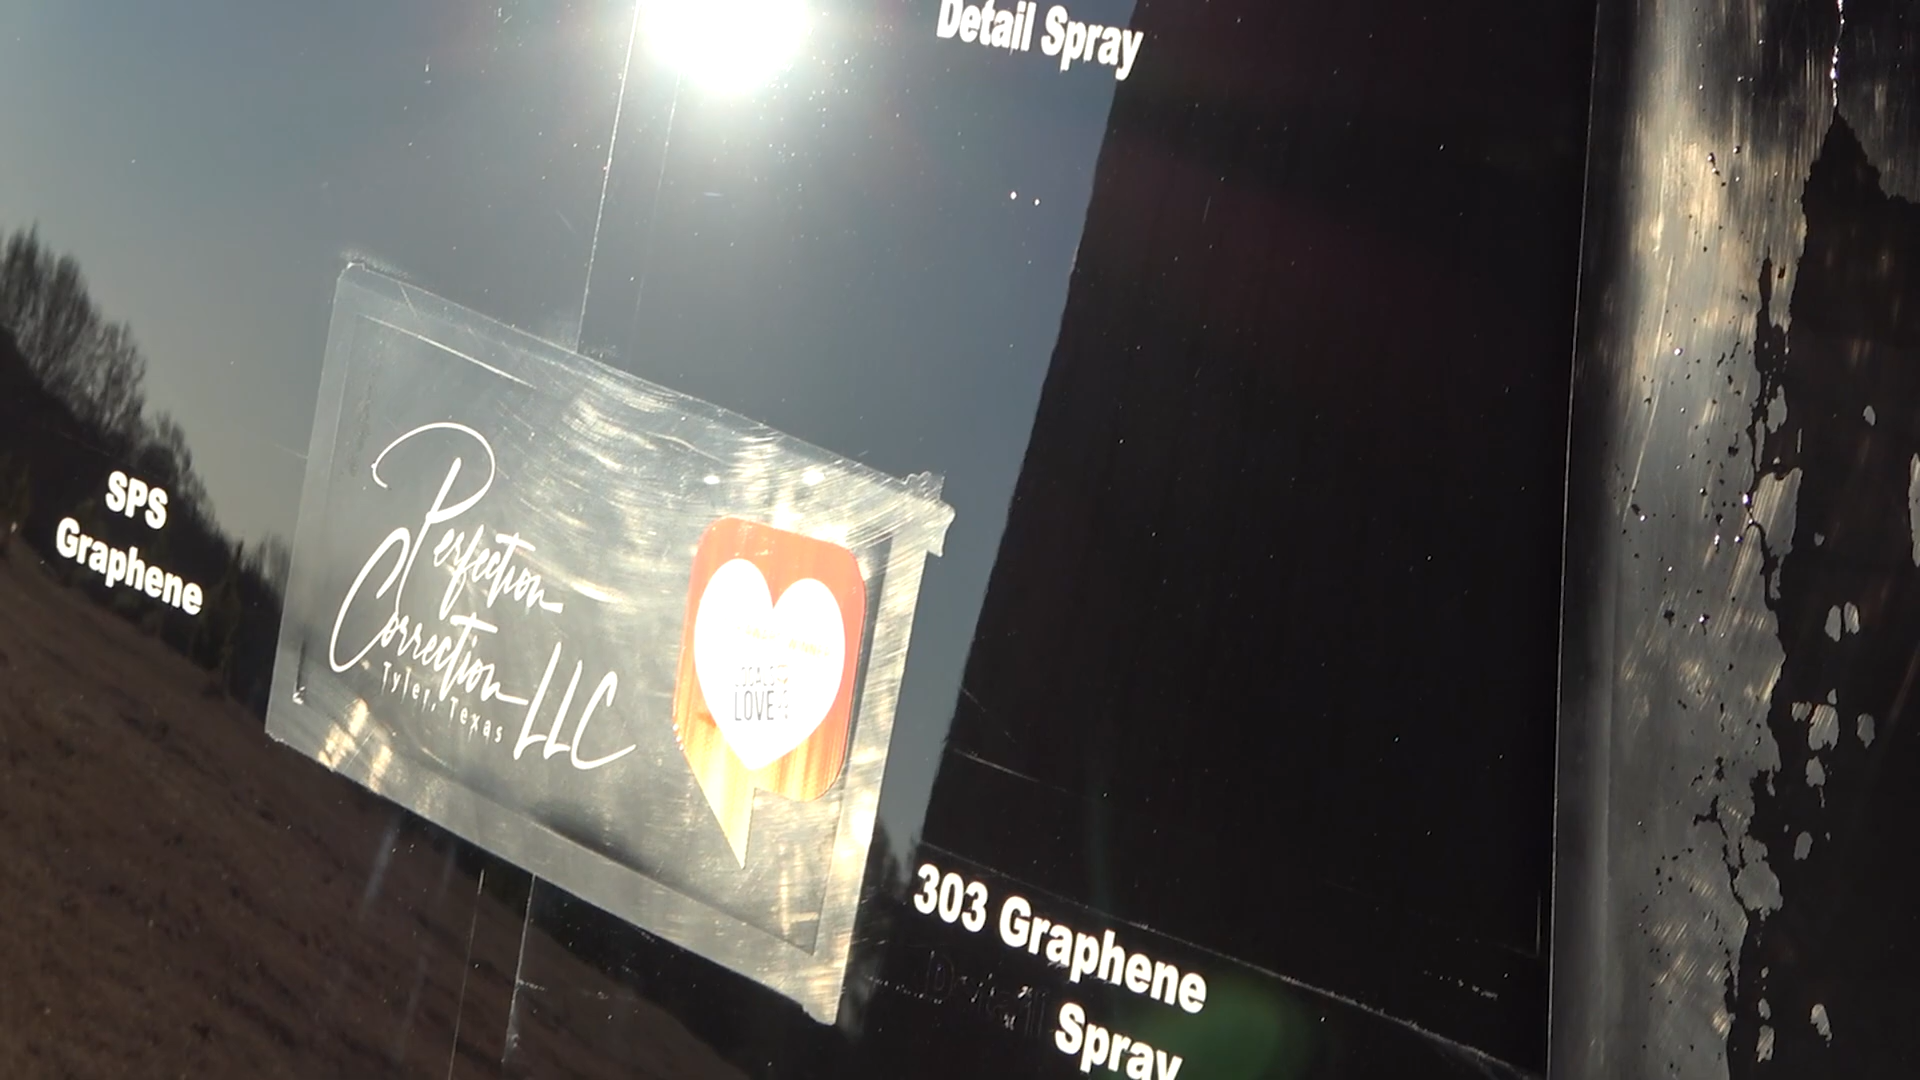 Detail Spray
SPS
Graphene
Perfection
Correction LLC
Tyler, Texas
LOVE
303 Graphene
Spray